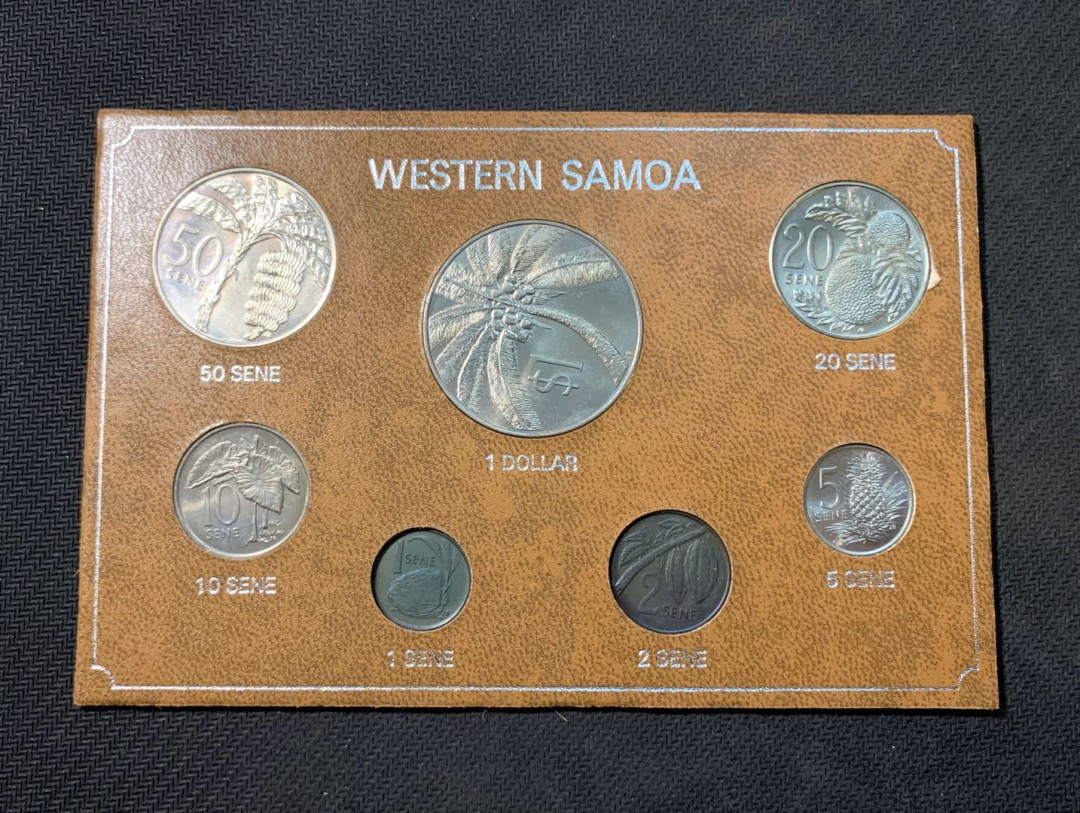 WESTERN SAMOA
50
SENE
50 SENE
$1
1 DOLLAR
20
SENE
20 SENE
10
SENE
10 SENE
1
SENE
1 SENE
2
SENE
2 SENE
5
SENE
5 SENE